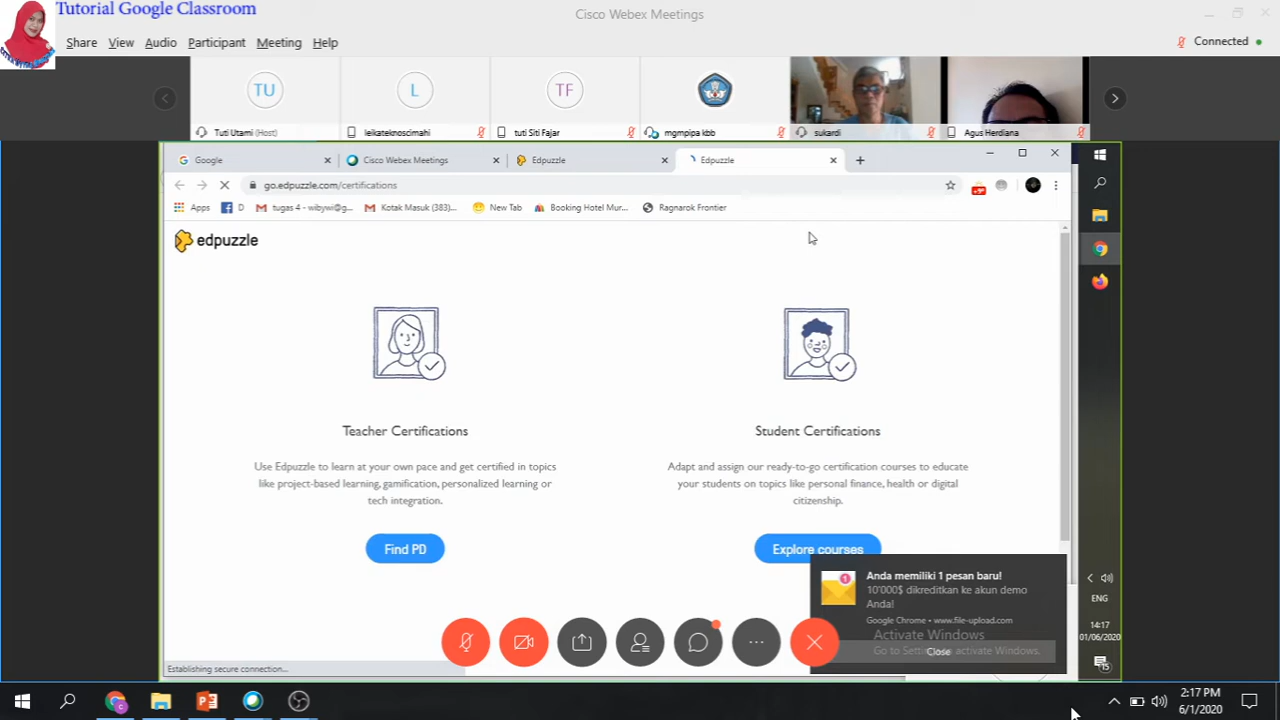 Tutorial Google Classroom
Cisco Webex Meetings
Share View Audio Participant Meeting Help
Connected
TU
L
TF
Tuti Utami (Host)
leikateknoscimahi
tuti Siti Fajar
mgmpipa kbb
sukardi
Agus Herdiana
Google
Cisco Webex Meetings
Edpuzzle
Edpuzzle
go.edpuzzle.com/certifications
Apps
D
tugas 4 - wibywi@g...
Kotak Masuk (383)...
New Tab
Booking Hotel Mur...
Ragnarok Frontier
edpuzzle
Teacher Certifications
Use Edpuzzle to learn at your own pace and get certified in topics
like project-based learning, gamification, personalized learning or
tech integration.
Find PD
Student Certifications
Adapt and assign our ready-to-go certification courses to educate
your students on topics like personal finance, health or digital
citizenship.
Explore courses
Anda memiliki 1 pesan baru!
10'000$ dikreditkan ke akun demo
Anda!
Google Chrome • www.file-upload.com
Activate Windows
Go to Settings to activate Windows.
Close
ENG
14:17
01/06/2020
15
Establishing secure connection...
2:17 PM
6/1/2020